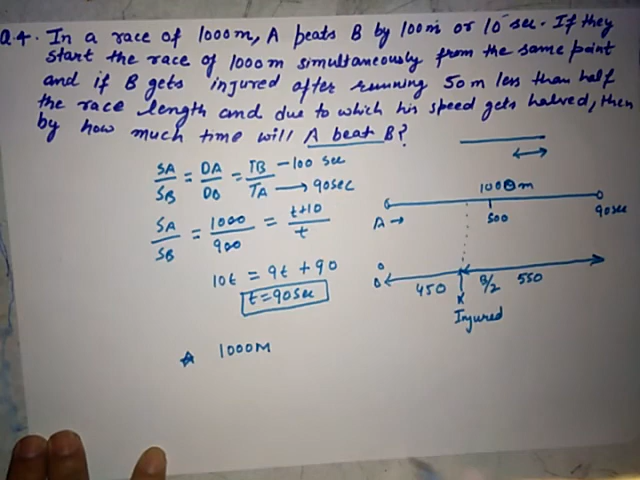 Q.4. In a race of 1000m, A beats B by 100m or 10 sec. If they
start the race of 1000m simultaneously from the same point
and if B gets injured after running 50m less than half
the race length and due to which his speed gets halved, then
by how much time will A beat B?
SA/SB = DA/DB = TB/TA - 100 sec → 90sec
SA/SB = 1000/900 = t+10/t
10t = 9t + 90
t = 90sec
A 1000M
1000m
A →
500
90sec
B
450
B/2
550
Injured